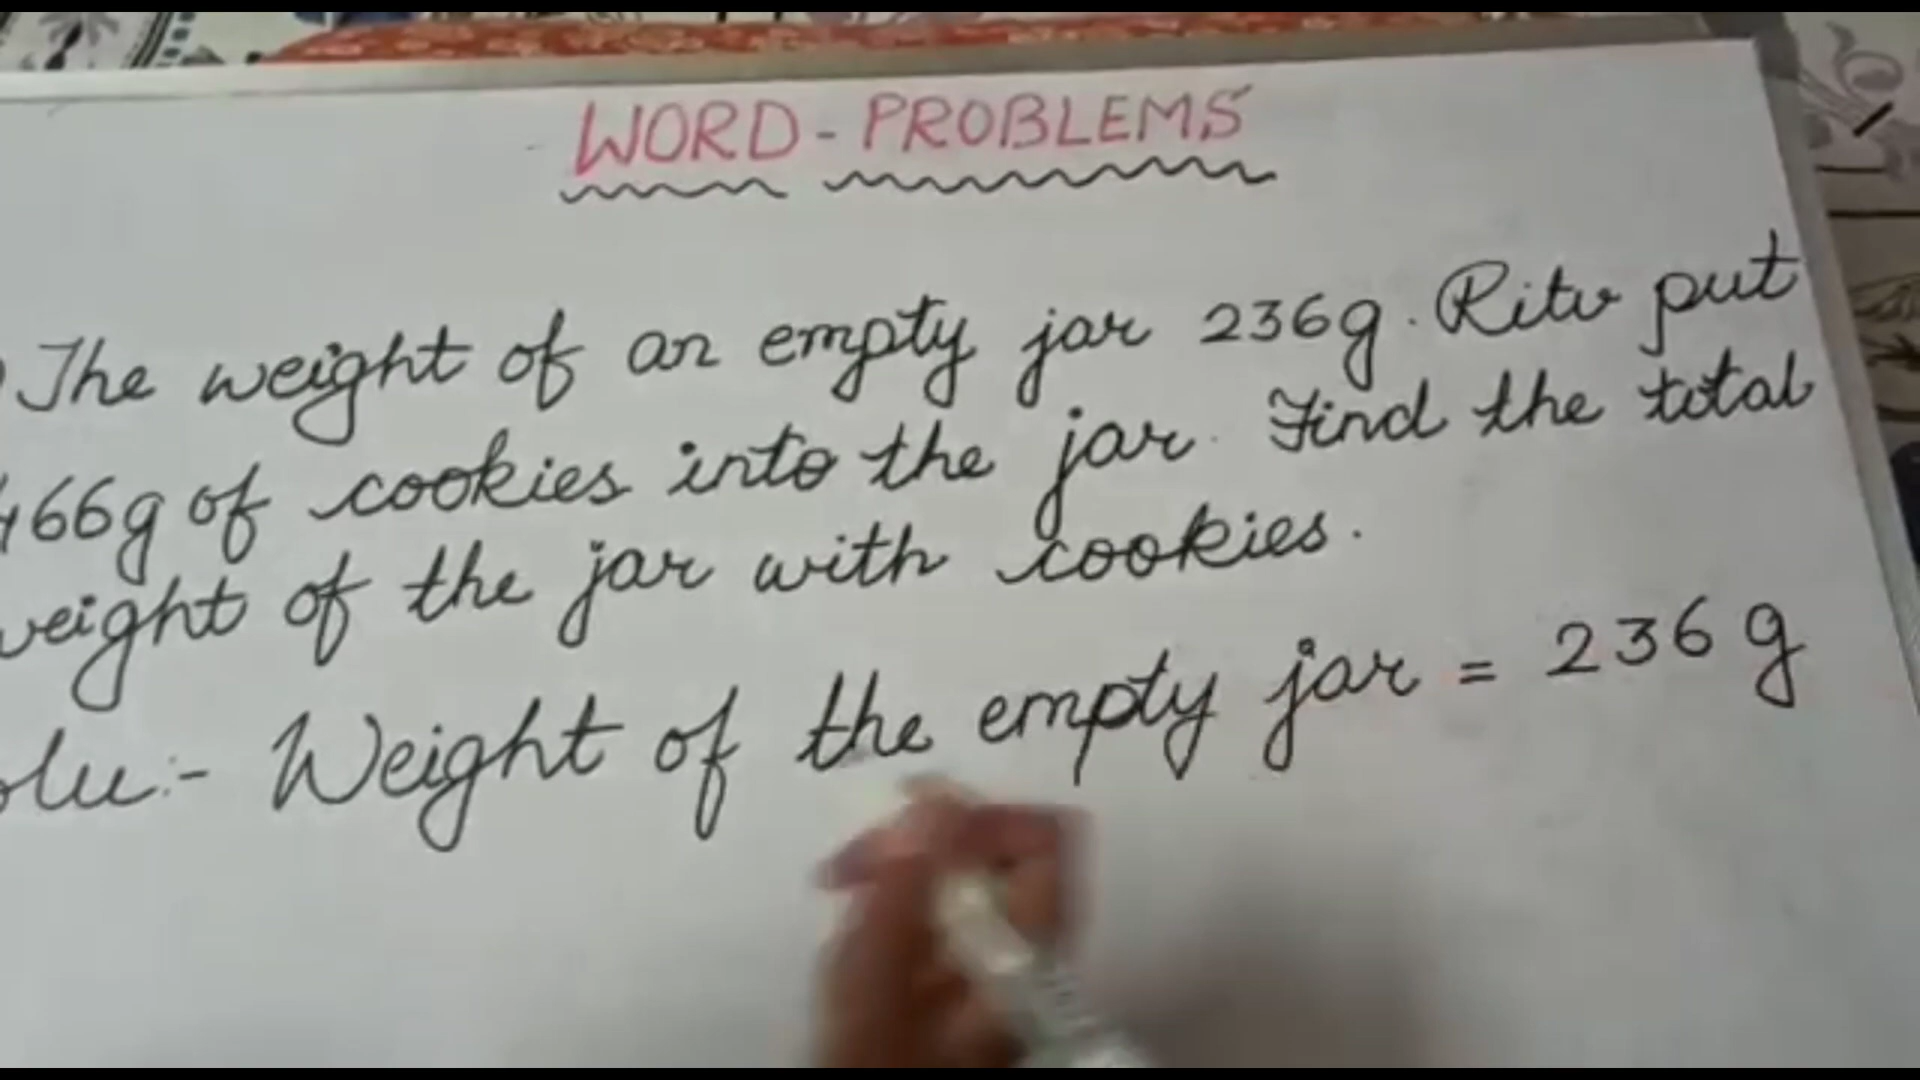 WORD - PROBLEMS
The weight of an empty jar 236g. Ritu put
466g of cookies into the jar. Find the total
weight of the jar with cookies.
olu:- Weight of the empty jar = 236 g